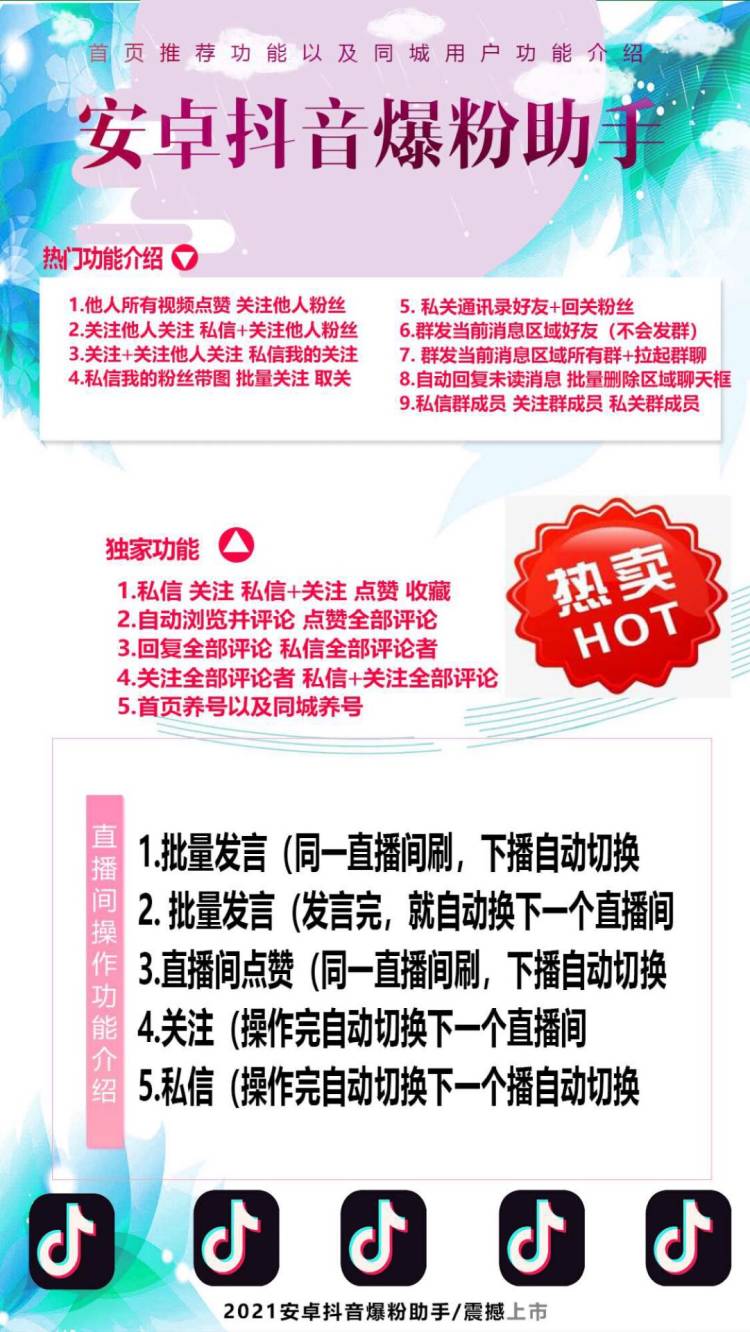 首页推荐功能以及同城用户功能介绍
安卓抖音爆粉助手
热门功能介绍
1.他人所有视频点赞 关注他人粉丝
2.关注他人关注 私信+关注他人粉丝
3.关注+关注他人关注 私信我的关注
4.私信我的粉丝带图 批量关注 取关
5. 私关通讯录好友+回关粉丝
6.群发当前消息区域好友（不会发群）
7. 群发当前消息区域所有群+拉起群聊
8.自动回复未读消息 批量删除区域聊天框
9.私信群成员 关注群成员 私关群成员
独家功能
1.私信 关注 私信+关注 点赞 收藏
2.自动浏览并评论 点赞全部评论
3.回复全部评论 私信全部评论者
4.关注全部评论者 私信+关注全部评论
5.首页养号以及同城养号
热卖
HOT
直播间操作功能介绍
1.批量发言（同一直播间刷，下播自动切换
2. 批量发言（发言完，就自动换下一个直播间
3.直播间点赞（同一直播间刷，下播自动切换
4.关注（操作完自动切换下一个直播间
5.私信（操作完自动切换下一个播自动切换
2021安卓抖音爆粉助手/震撼上市